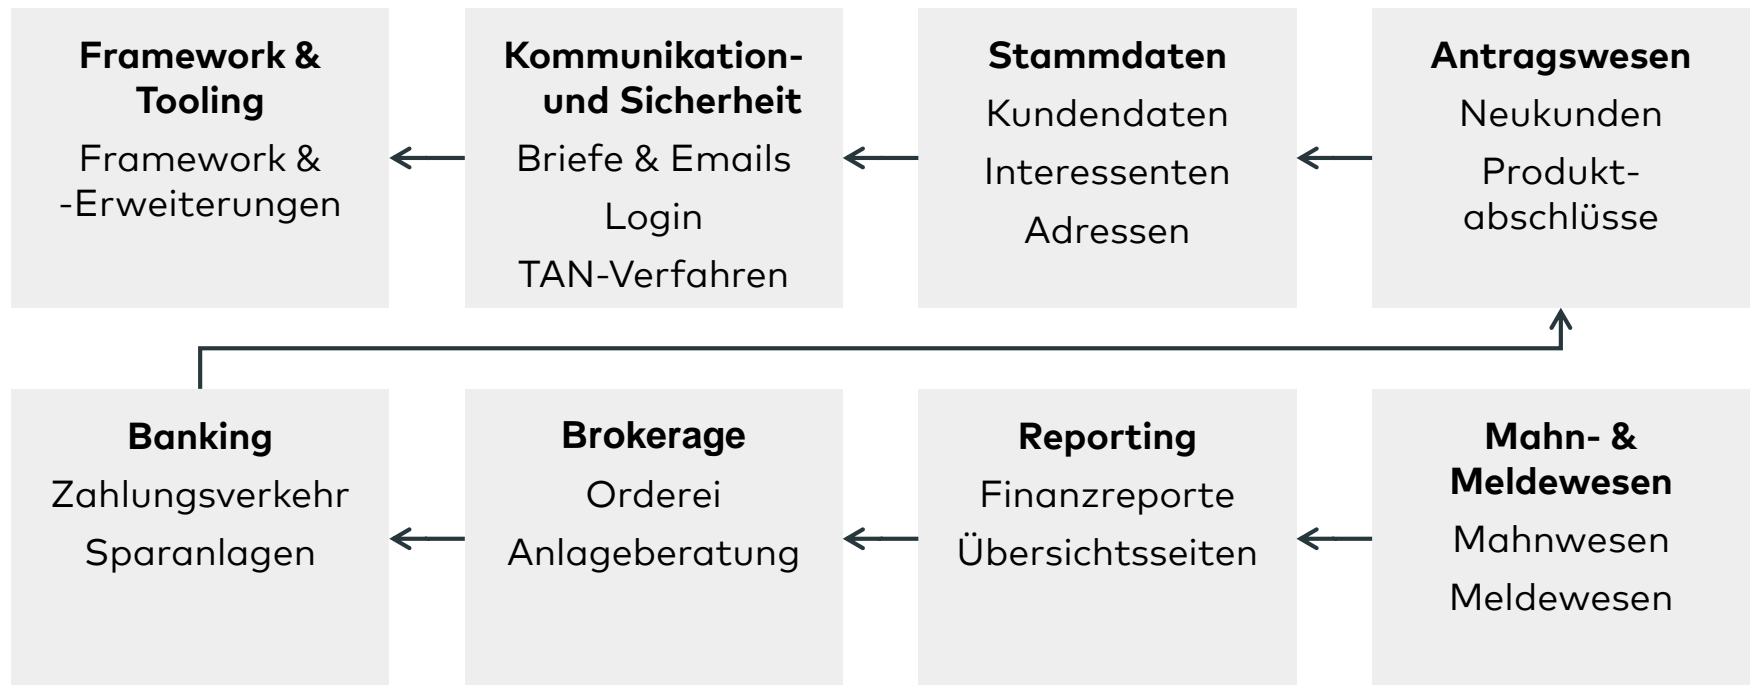 Framework &
Tooling
Framework &
-Erweiterungen
Kommunikation-
und Sicherheit
Briefe & Emails
Login
TAN-Verfahren
Stammdaten
Kundendaten
Interessenten
Adressen
Antragswesen
Neukunden
Produkt-
abschlüsse
Banking
Zahlungsverkehr
Sparanlagen
Brokerage
Orderei
Anlageberatung
Reporting
Finanzreporte
Übersichtsseiten
Mahn- &
Meldewesen
Mahnwesen
Meldewesen